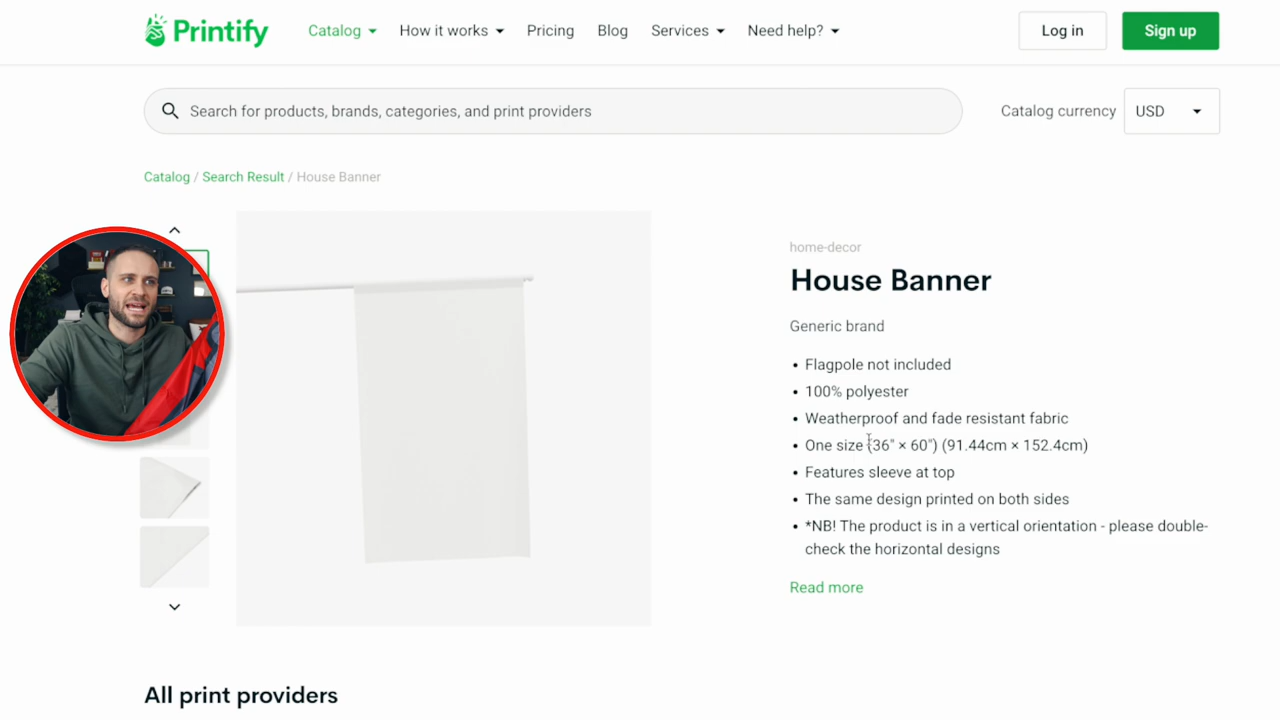 Printify
Catalog How it works Pricing Blog Services Need help? Log in Sign up
Search for products, brands, categories, and print providers
Catalog currency USD
Catalog / Search Result / House Banner
home-decor
House Banner
Generic brand
• Flagpole not included
• 100% polyester
• Weatherproof and fade resistant fabric
• One size (36" × 60") (91.44cm × 152.4cm)
• Features sleeve at top
• The same design printed on both sides
• *NB! The product is in a vertical orientation - please double-
check the horizontal designs
Read more
All print providers